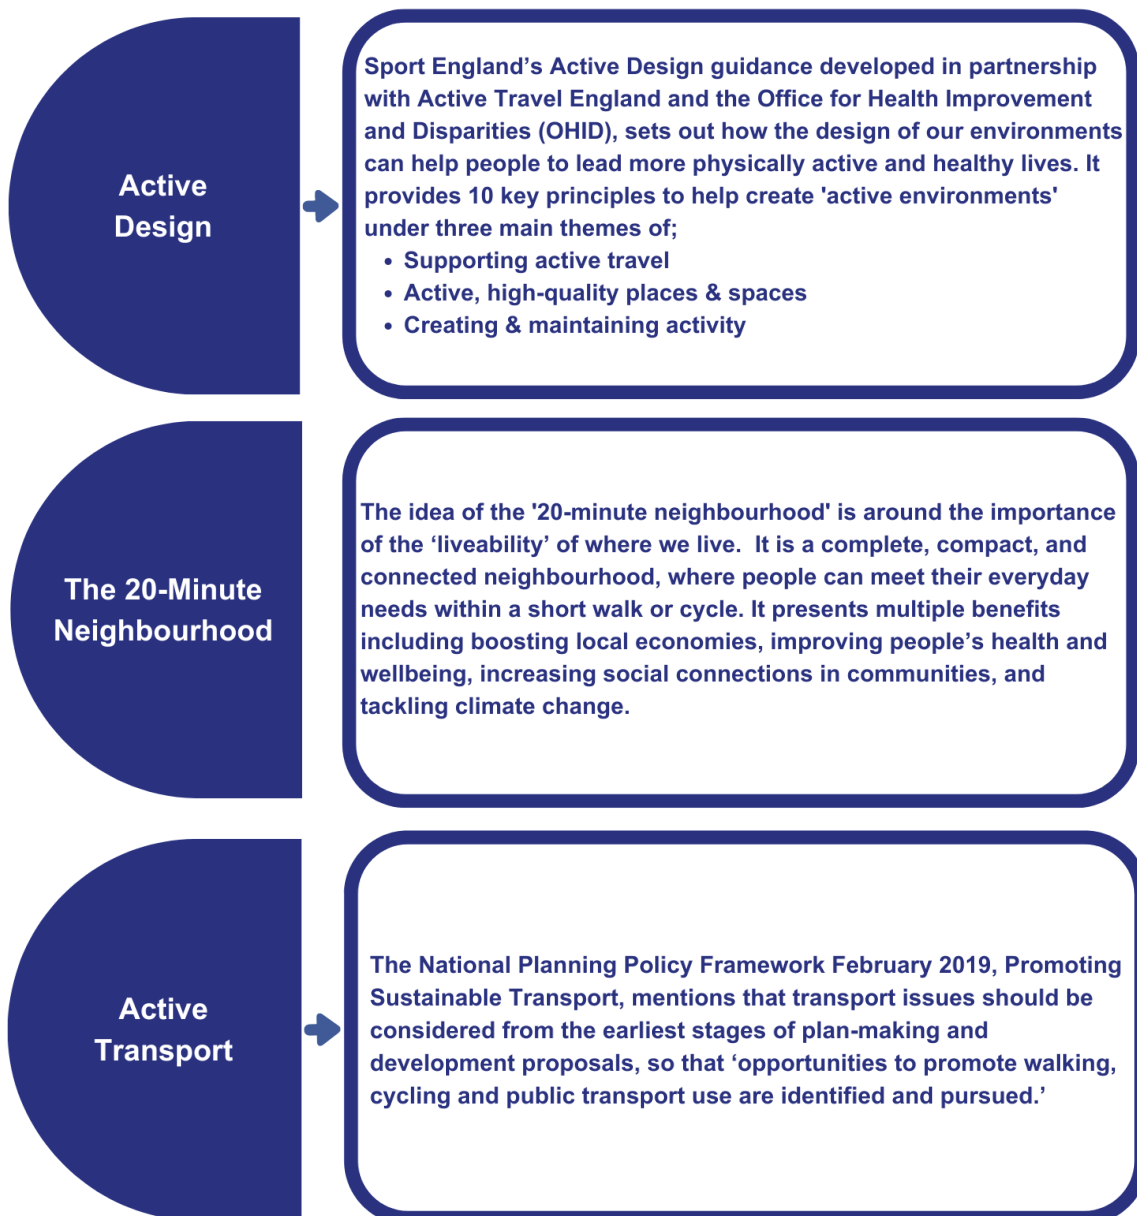 Active
Design
Sport England’s Active Design guidance developed in partnership
with Active Travel England and the Office for Health Improvement
and Disparities (OHID), sets out how the design of our environments
can help people to lead more physically active and healthy lives. It
provides 10 key principles to help create 'active environments'
under three main themes of;
• Supporting active travel
• Active, high-quality places & spaces
• Creating & maintaining activity
The 20-Minute
Neighbourhood
The idea of the '20-minute neighbourhood' is around the importance
of the ‘liveability’ of where we live.  It is a complete, compact, and
connected neighbourhood, where people can meet their everyday
needs within a short walk or cycle. It presents multiple benefits
including boosting local economies, improving people’s health and
wellbeing, increasing social connections in communities, and
tackling climate change.
Active
Transport
The National Planning Policy Framework February 2019, Promoting
Sustainable Transport, mentions that transport issues should be
considered from the earliest stages of plan-making and
development proposals, so that ‘opportunities to promote walking,
cycling and public transport use are identified and pursued.’